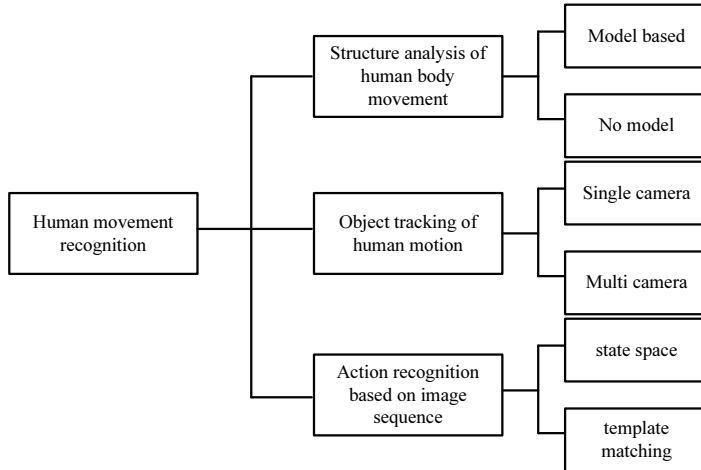 Structure analysis of
human body
movement
Model based
No model
Human movement
recognition
Object tracking of
human motion
Single camera
Multi camera
Action recognition
based on image
sequence
state space
template
matching